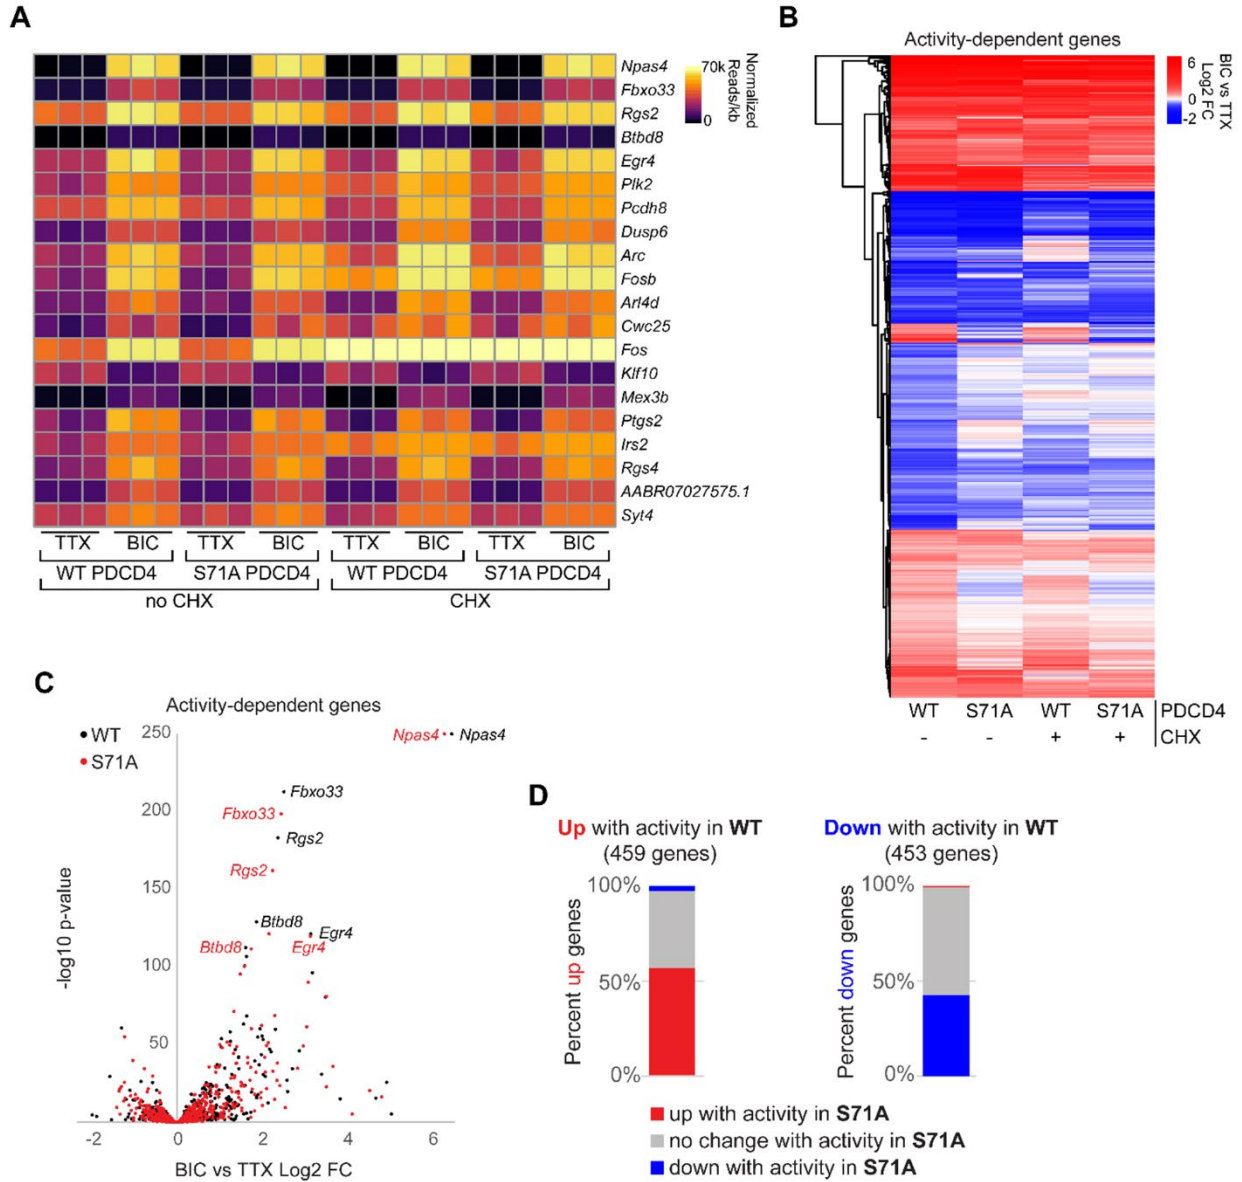 A
Npas4
Fbxo33
Rgs2
Btbd8
Egr4
Plk2
Pcdh8
Dusp6
Arc
Fosb
Arl4d
Cwc25
Fos
Klf10
Mex3b
Ptgs2
Irs2
Rgs4
AABR07027575.1
Syt4
70k
0
Normalized
Reads/kb
TTX BIC TTX BIC TTX BIC TTX BIC
WT PDCD4 S71A PDCD4 WT PDCD4 S71A PDCD4
no CHX CHX
B
Activity-dependent genes
6
0
-2
BIC vs TTX
Log2 FC
WT S71A WT S71A PDCD4
- - + + CHX
C
Activity-dependent genes
WT
S71A
250
200
150
100
50
-log10 p-value
Npas4 Npas4
Fbxo33
Fbxo33
Rgs2
Rgs2
Btbd8 Egr4
Btbd8 Egr4
-2 0 2 4 6
BIC vs TTX Log2 FC
D
Up with activity in WT
(459 genes)
100%
50%
0%
Percent up genes
Down with activity in WT
(453 genes)
100%
50%
0%
Percent down genes
up with activity in S71A
no change with activity in S71A
down with activity in S71A